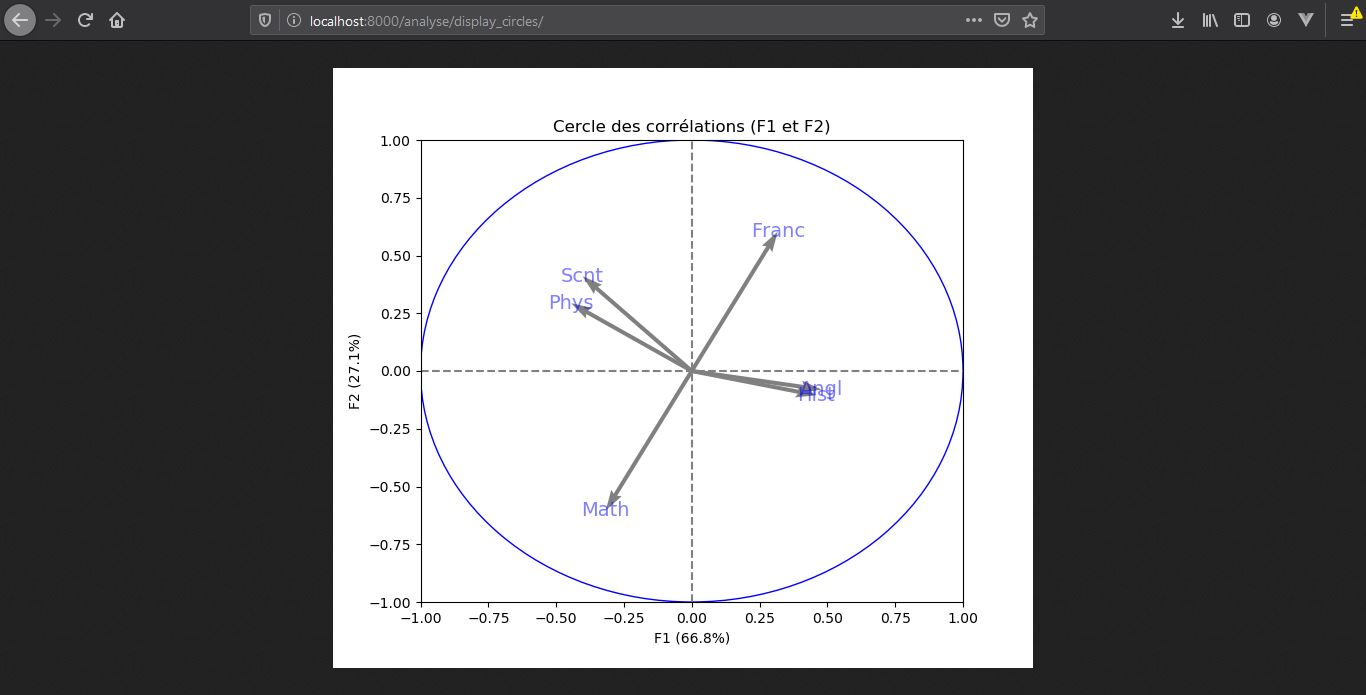 localhost:8000/analyse/display_circles/
Cercle des corrélations (F1 et F2)
1.00
0.75
0.50
0.25
0.00
−0.25
−0.50
−0.75
−1.00
F2 (27.1%)
Franc
Scnt
Phys
Angl
Hist
Math
−1.00 −0.75 −0.50 −0.25 0.00 0.25 0.50 0.75 1.00
F1 (66.8%)